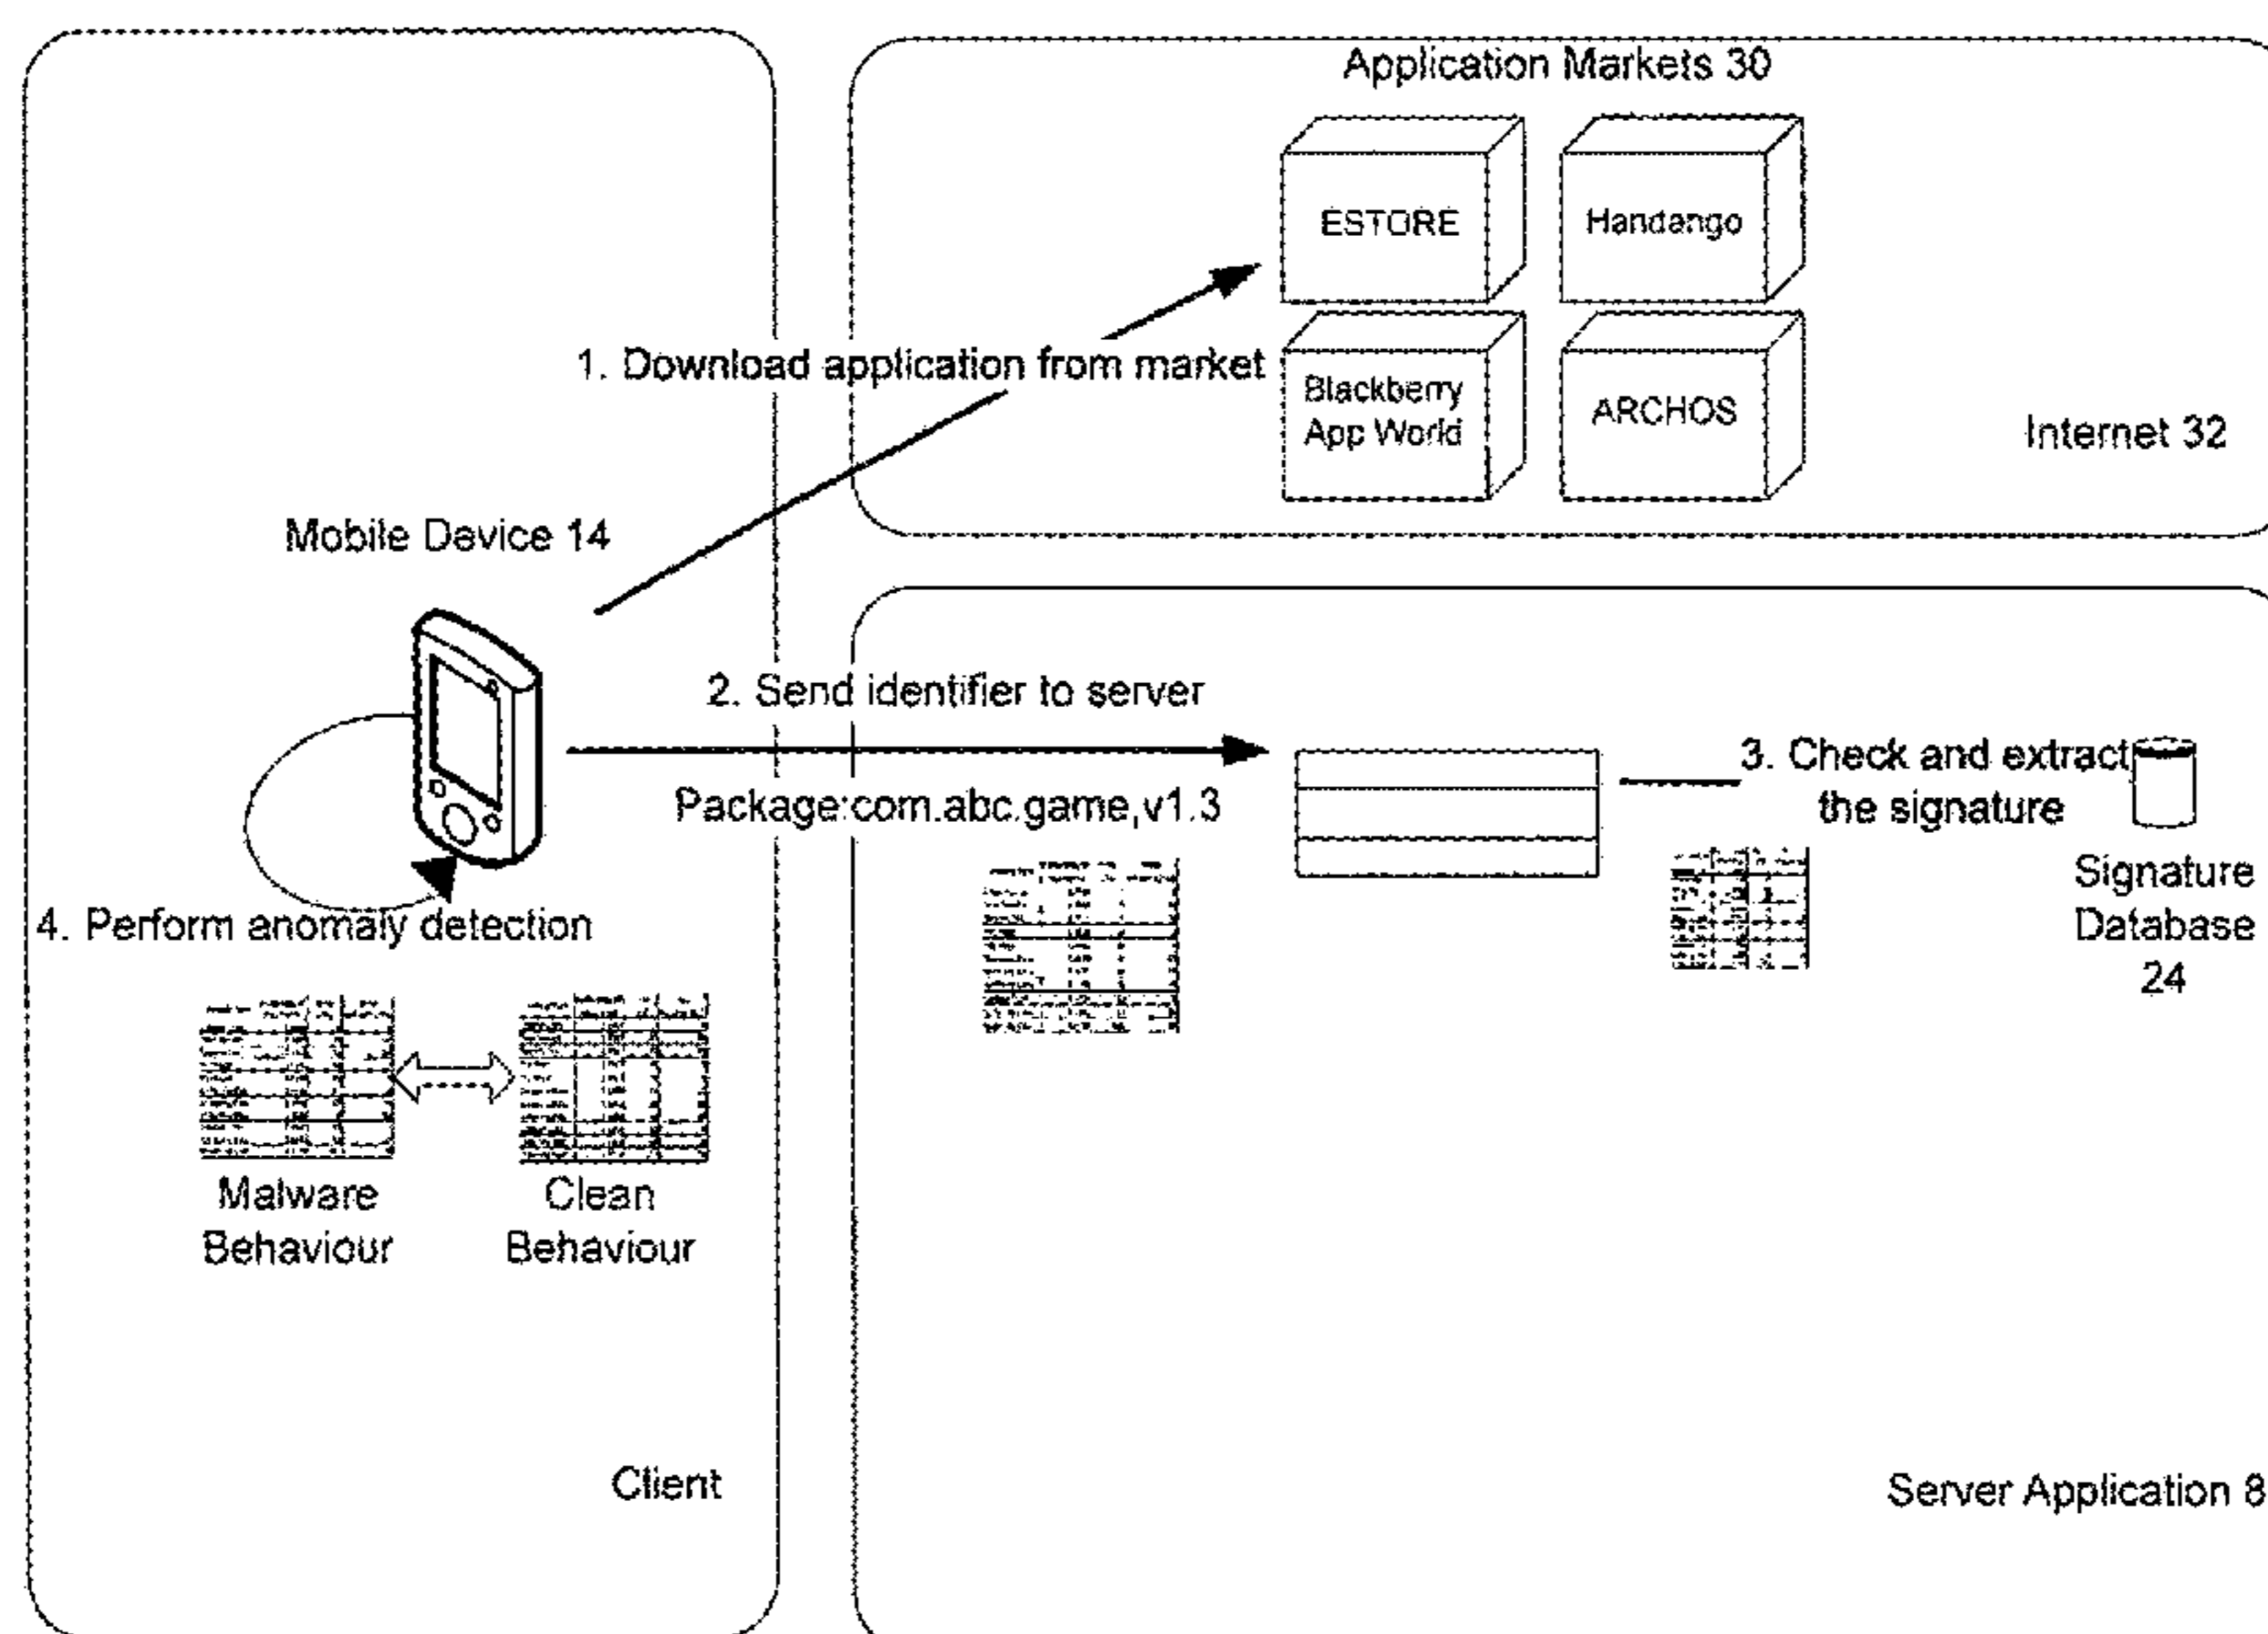 Application Markets 30
ESTORE
Handango
1. Download application from market
Blackberry
App World
ARCHOS
Internet 32
Mobile Device 14
2. Send identifier to server
Package:com.abc.game,v1.3
3. Check and extract
the signature
Signature
Database
24
4. Perform anomaly detection
Malware
Behaviour
Clean
Behaviour
Client
Server Application 8